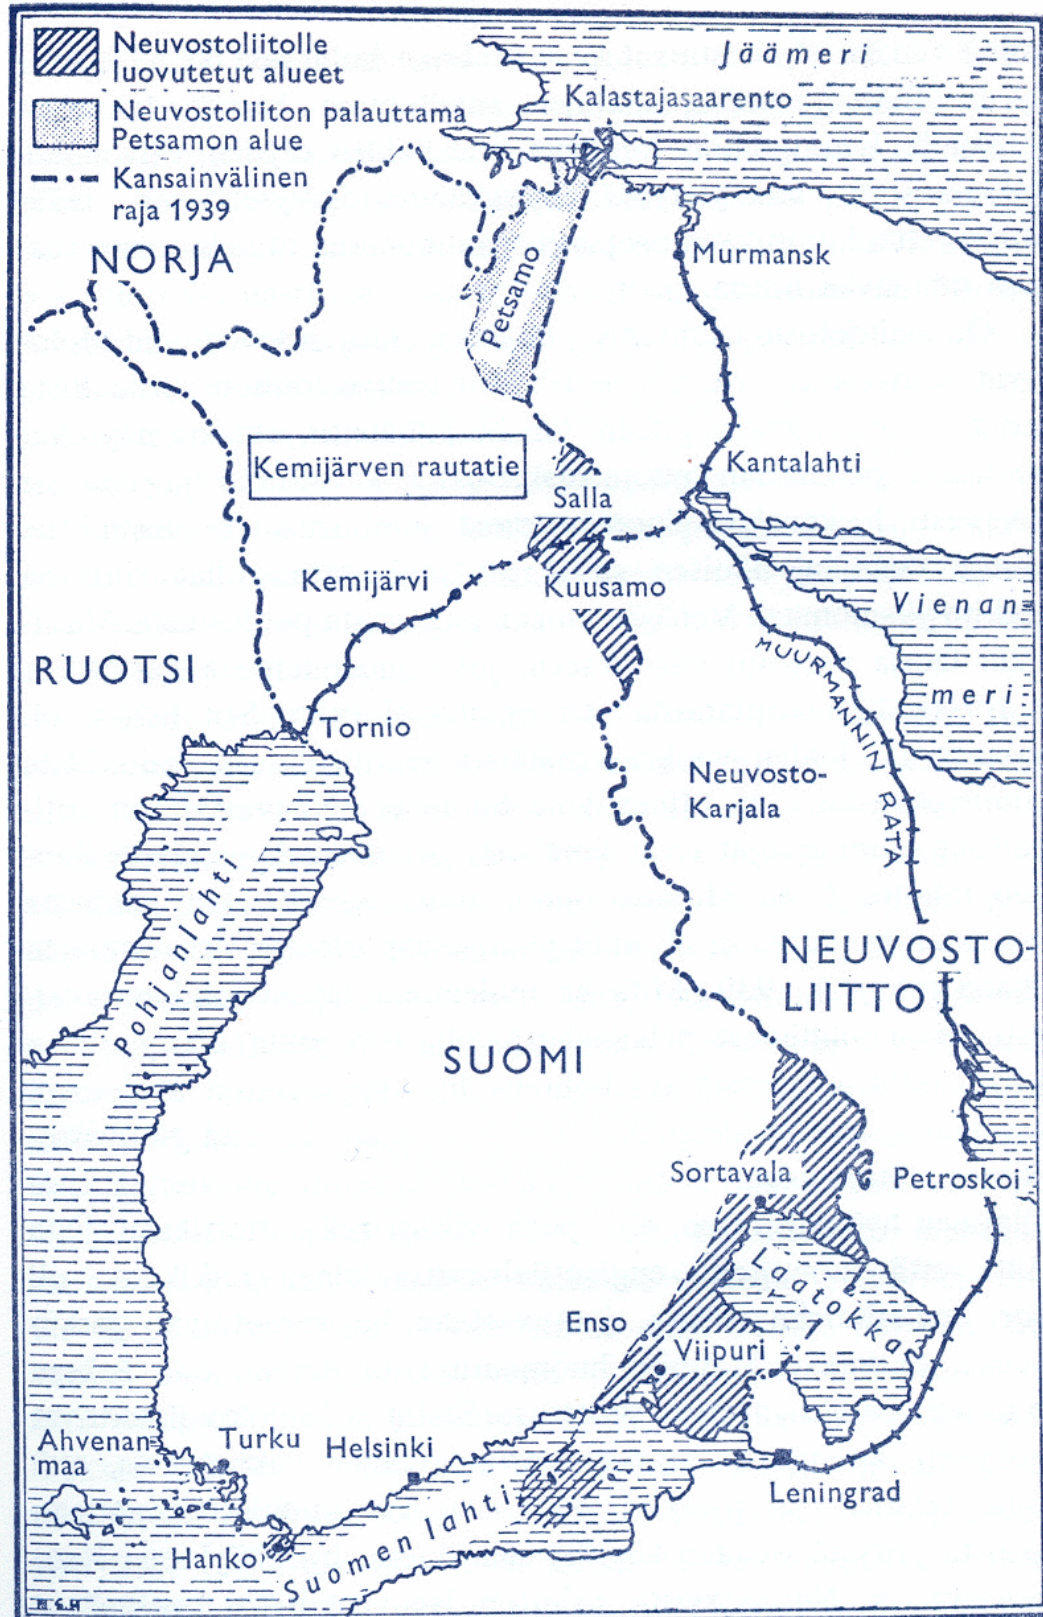 Neuvostoliitolle
luovutetut alueet
Neuvostoliiton palauttama
Petsamon alue
Kansainvälinen
raja 1939
Jäämeri
Kalastajasaarento
NORJA
Murmansk
Petsamo
Kemijärven rautatie
Kantalahti
Salla
Kemijärvi
Kuusamo
Vienan=
meri
RUOTSI
MUURMANNIN RATA
Tornio
Neuvosto-
Karjala
Pohjanlahti
NEUVOSTO-
LIITTO
SUOMI
Sortavala
Petroskoi
Laatokka
Enso
Viipuri
Ahvenan=
maa
Turku
Helsinki
Leningrad
Hanko
Suomen lahti